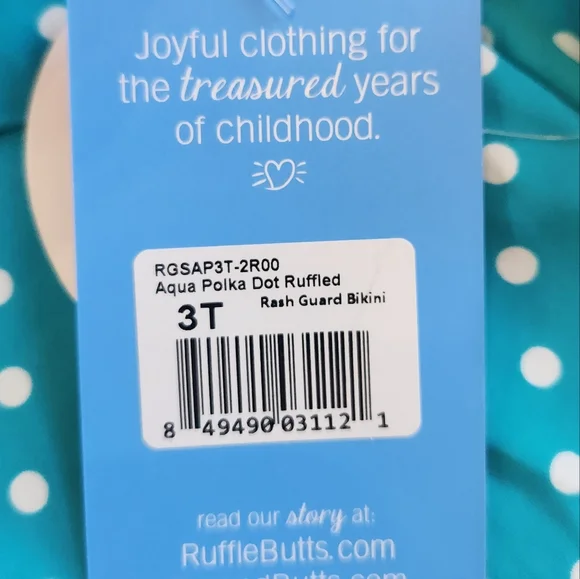 Joyful clothing for
the treasured years
of childhood.
RGSAP3T-2R00
Aqua Polka Dot Ruffled
Rash Guard Bikini
3T
8 49490 03112 1
read our story at:
RuffleButts.com